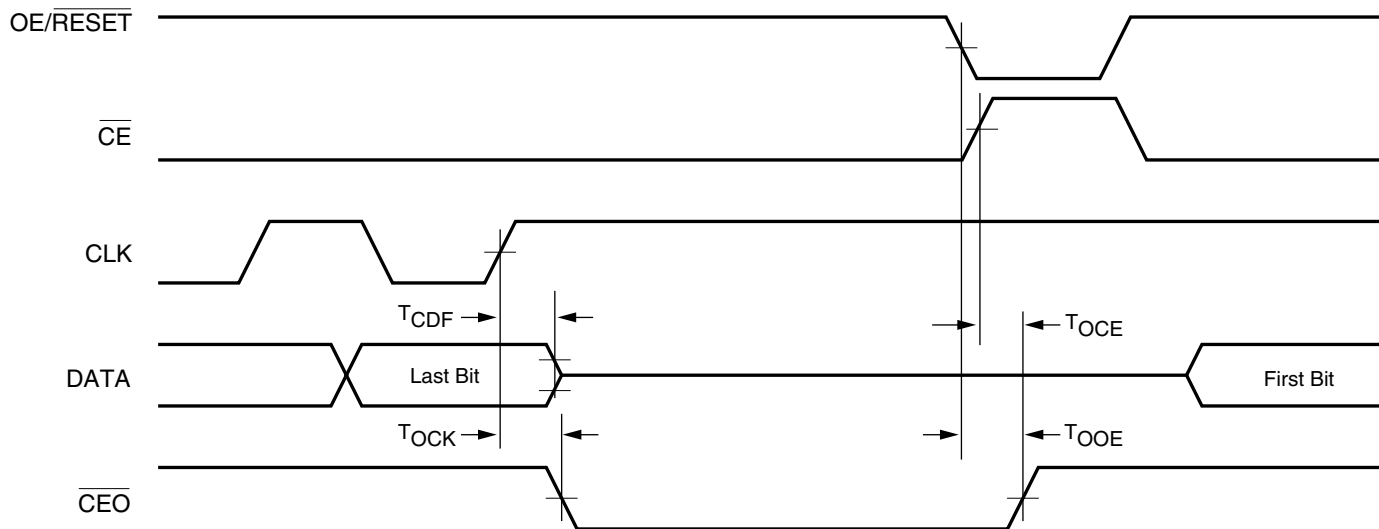 OE/RESET
CE
CLK
TCDF
TOCE
DATA
Last Bit
First Bit
TOCK
TOOE
CEO